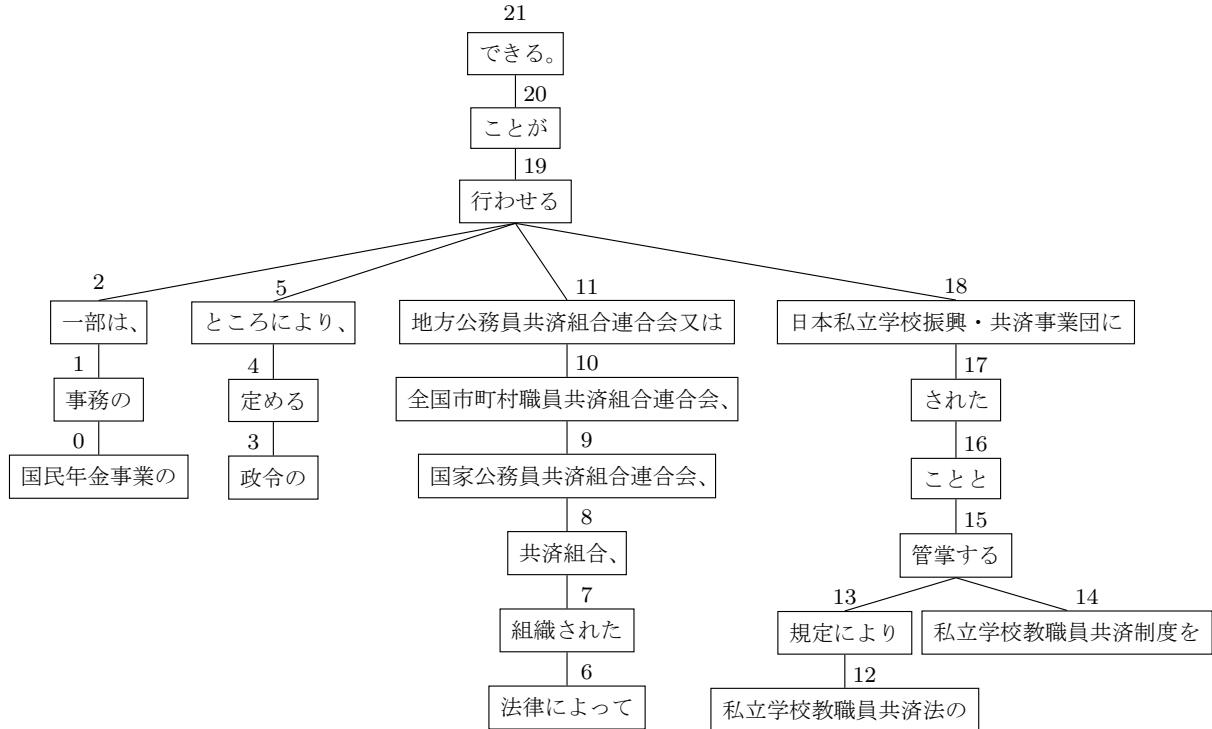 21
できる。
20
ことが
19
行わせる
2
5
11
18
一部は、
ところにより、
地方公務員共済組合連合会又は
日本私立学校振興・共済事業団に
1
4
10
17
事務の
定める
全国市町村職員共済組合連合会、
された
0
3
9
16
国民年金事業の
政令の
国家公務員共済組合連合会、
ことと
8
15
共済組合、
管掌する
7
13
14
組織された
規定により
私立学校教職員共済制度を
6
12
法律によって
私立学校教職員共済法の